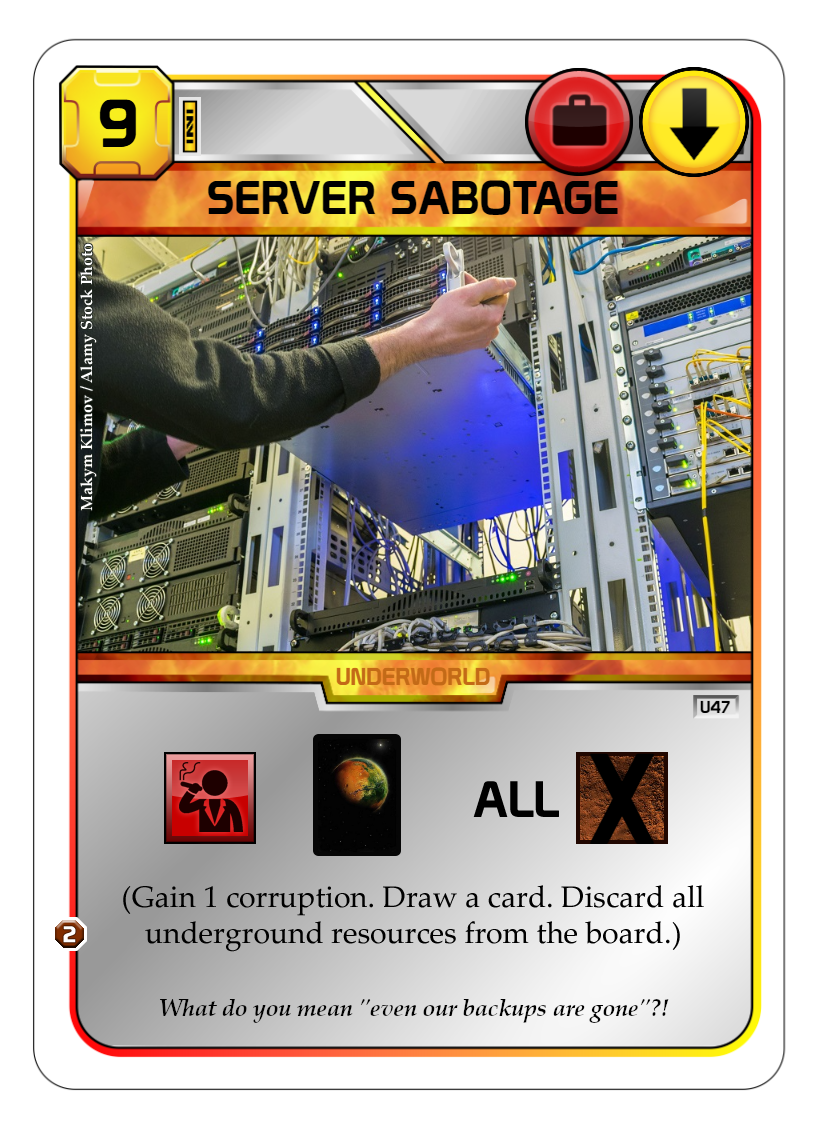 9
SERVER SABOTAGE
Makym Klimov / Alamy Stock Photo
UNDERWORLD
U47
ALL X
(Gain 1 corruption. Draw a card. Discard all
underground resources from the board.)
2
What do you mean "even our backups are gone"?!